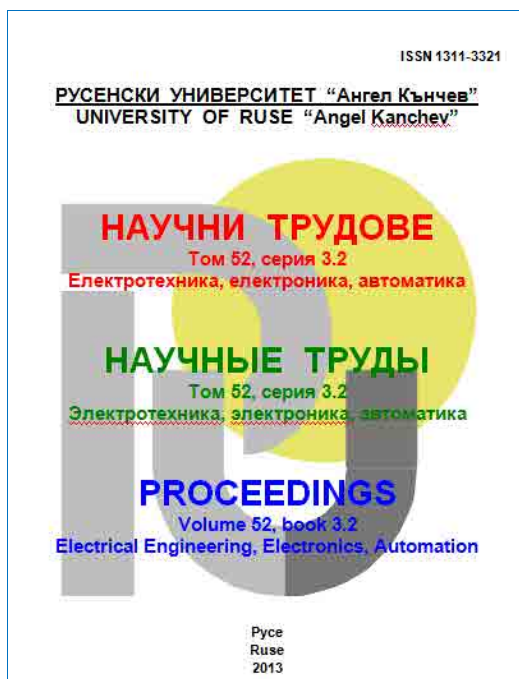 ISSN 1311-3321
РУСЕНСКИ УНИВЕРСИТЕТ “Ангел Кънчев”
UNIVERSITY OF RUSE “Angel Kanchev”
НАУЧНИ ТРУДОВЕ
Том 52, серия 3.2
Електротехника, електроника, автоматика
НАУЧНЫЕ ТРУДЫ
Том 52, серия 3.2
Электротехника, электроника, автоматика
PROCEEDINGS
Volume 52, book 3.2
Electrical Engineering, Electronics, Automation
Русе
Ruse
2013